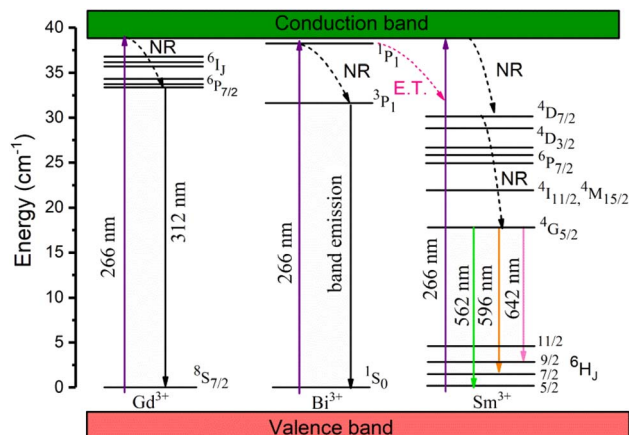 Conduction band
40
35
30
25
20
15
10
5
0
Energy (cm⁻¹)
NR
⁶I_J
⁶P_7/2
266 nm
312 nm
⁸S_7/2
Gd³⁺
¹P_1
NR
E.T.
³P_1
266 nm
band emission
¹S_0
Bi³⁺
NR
⁴D_7/2
⁴D_3/2
⁶P_7/2
NR
⁴I_11/2, ⁴M_15/2
⁴G_5/2
266 nm
562 nm
596 nm
642 nm
11/2
9/2
7/2
5/2
⁶H_J
Sm³⁺
Valence band